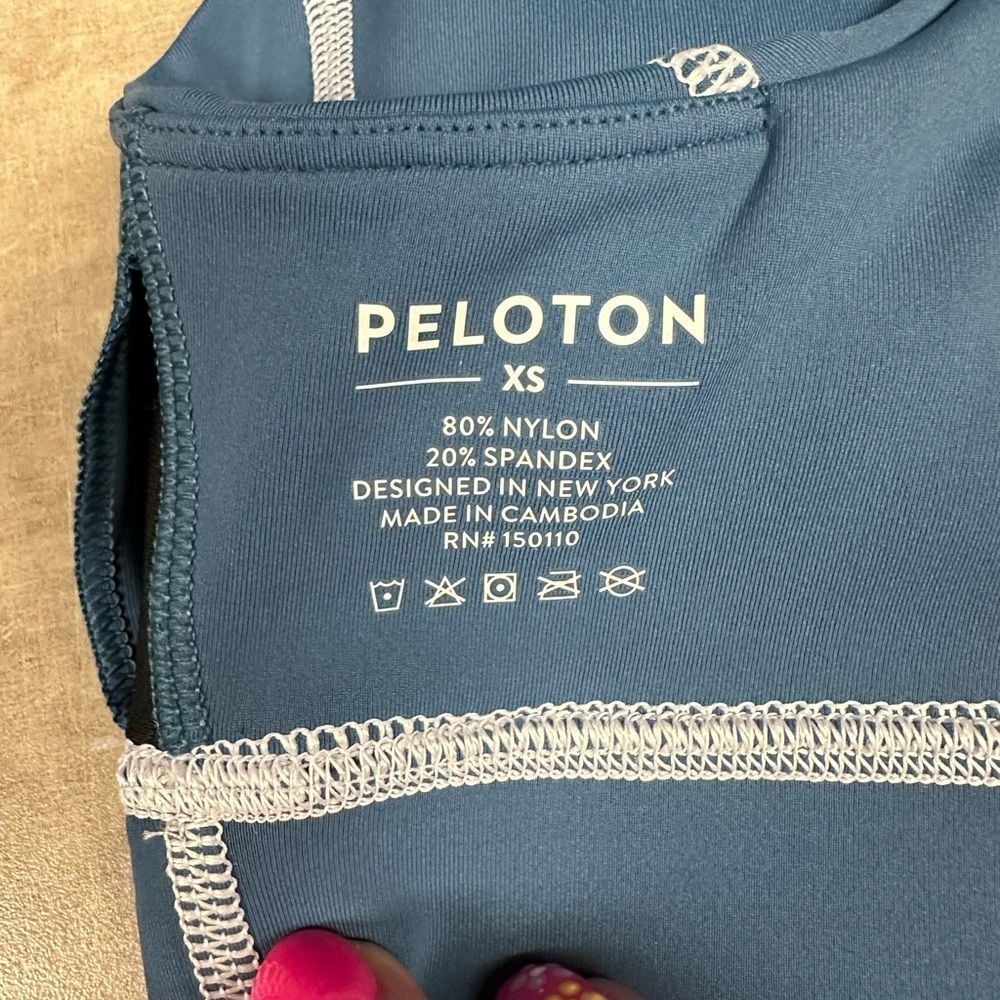 PELOTON
XS
80% NYLON
20% SPANDEX
DESIGNED IN NEW YORK
MADE IN CAMBODIA
RN# 150110